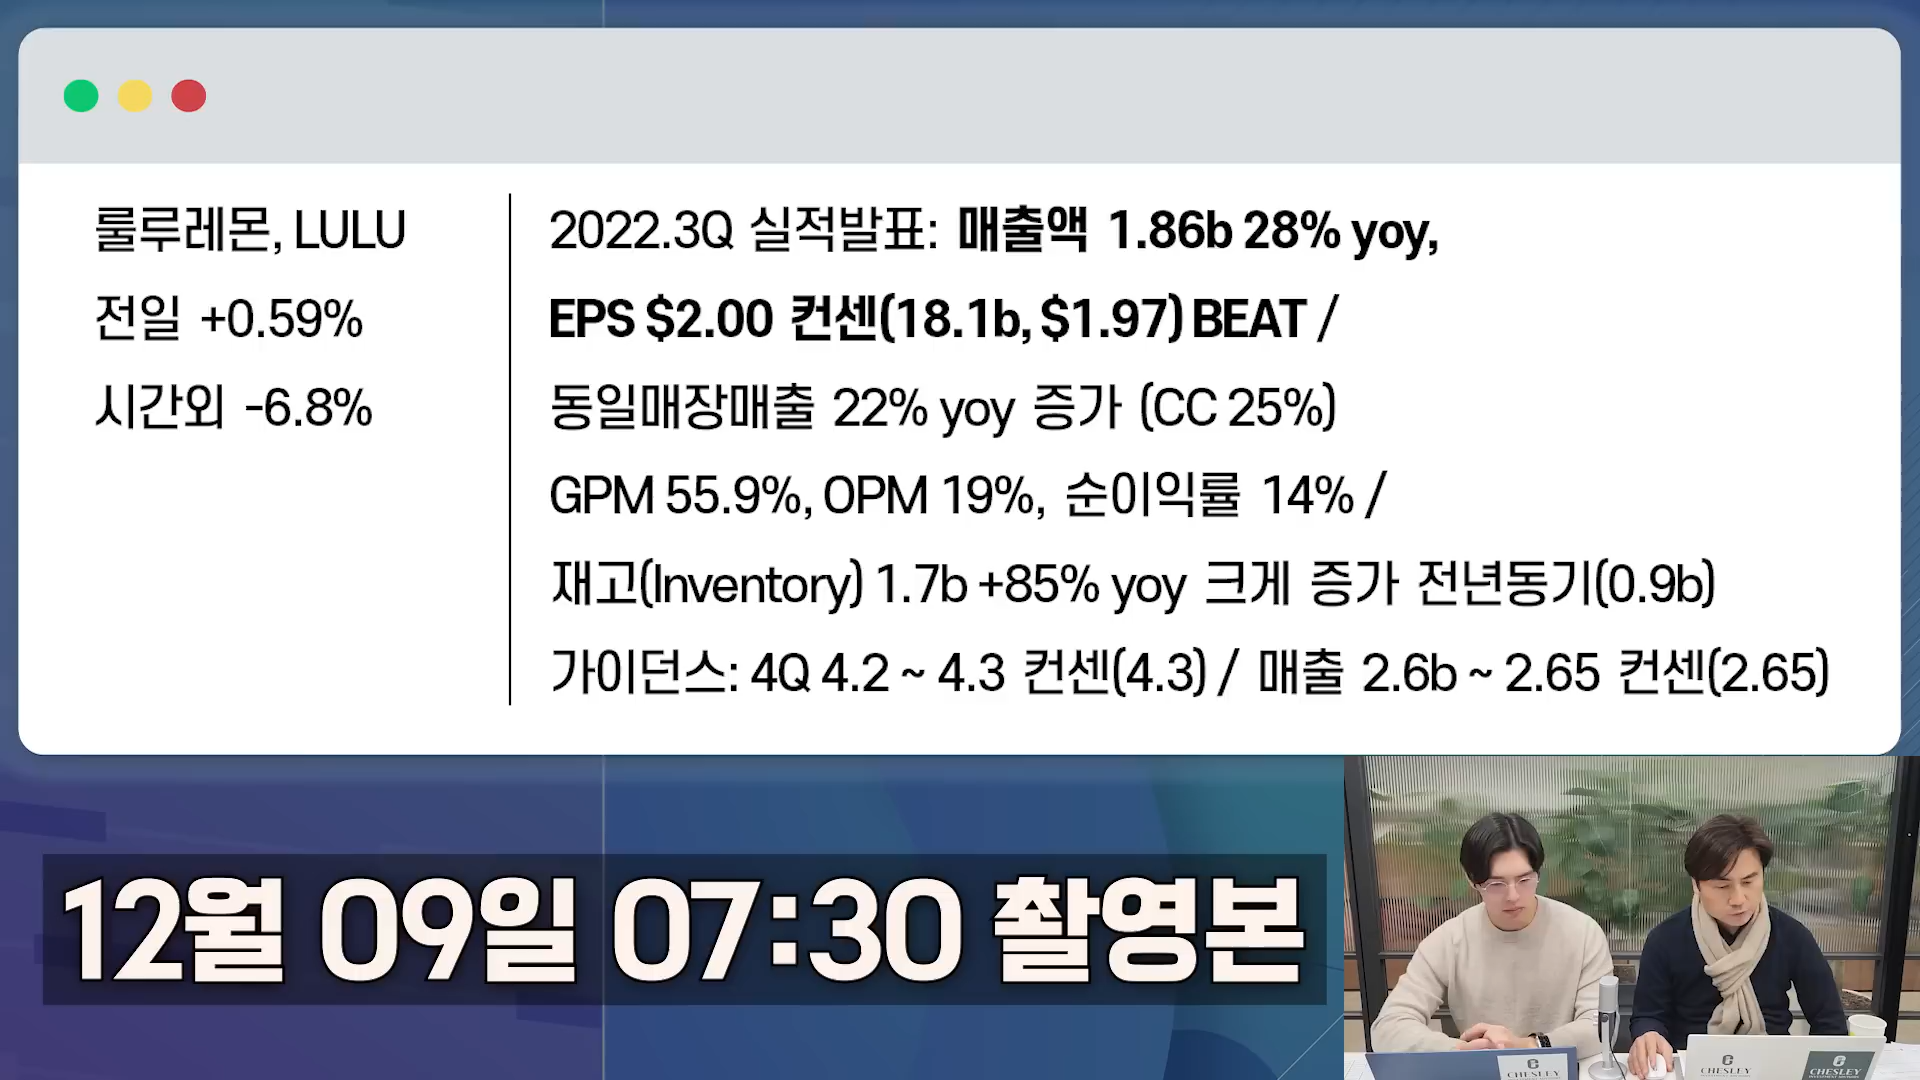 룰루레몬, LULU
전일 +0.59%
시간외 -6.8%
2022.3Q 실적발표: 매출액 1.86b 28% yoy,
EPS $2.00 컨센(18.1b, $1.97) BEAT /
동일매장매출 22% yoy 증가 (CC 25%)
GPM 55.9%, OPM 19%, 순이익률 14% /
재고(Inventory) 1.7b +85% yoy 크게 증가 전년동기(0.9b)
가이던스: 4Q 4.2 ~ 4.3 컨센(4.3) / 매출 2.6b ~ 2.65 컨센(2.65)
12월 09일 07:30 촬영본
CHESLEY
CHESLEY
CHESLEY